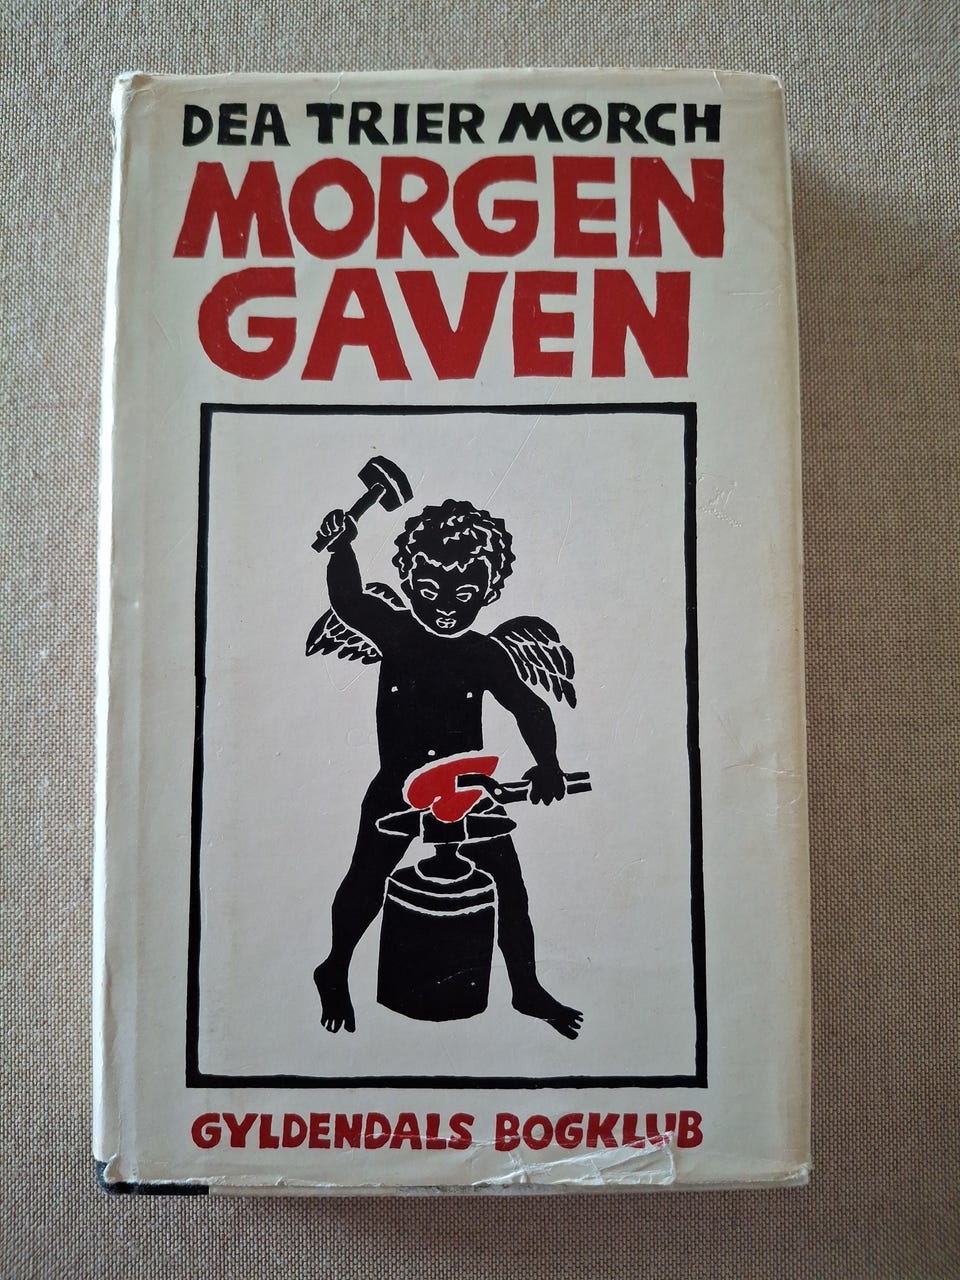 DEA TRIER MØRCH
MORGEN
GAVEN
GYLDENDALS BOGKLUB